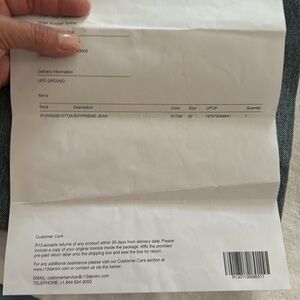 Delivery Information
UPS GROUND
Items
Style Description Color Size UPC# Quantity
BOYFRIEND JEAN 1
Customer Care
R13 accepts returns of any product within 30 days from delivery date. Please
include a copy of your original invoice inside the package. Affix the provided
pre-paid return label onto the shipping box and seal the box for return.
For any additional assistance please visit our Customer Care section on
www.r13denim.com or contact us via the below:
EMAIL: customerservice@r13denim.com
TELEPHONE: +1 844 694 9055